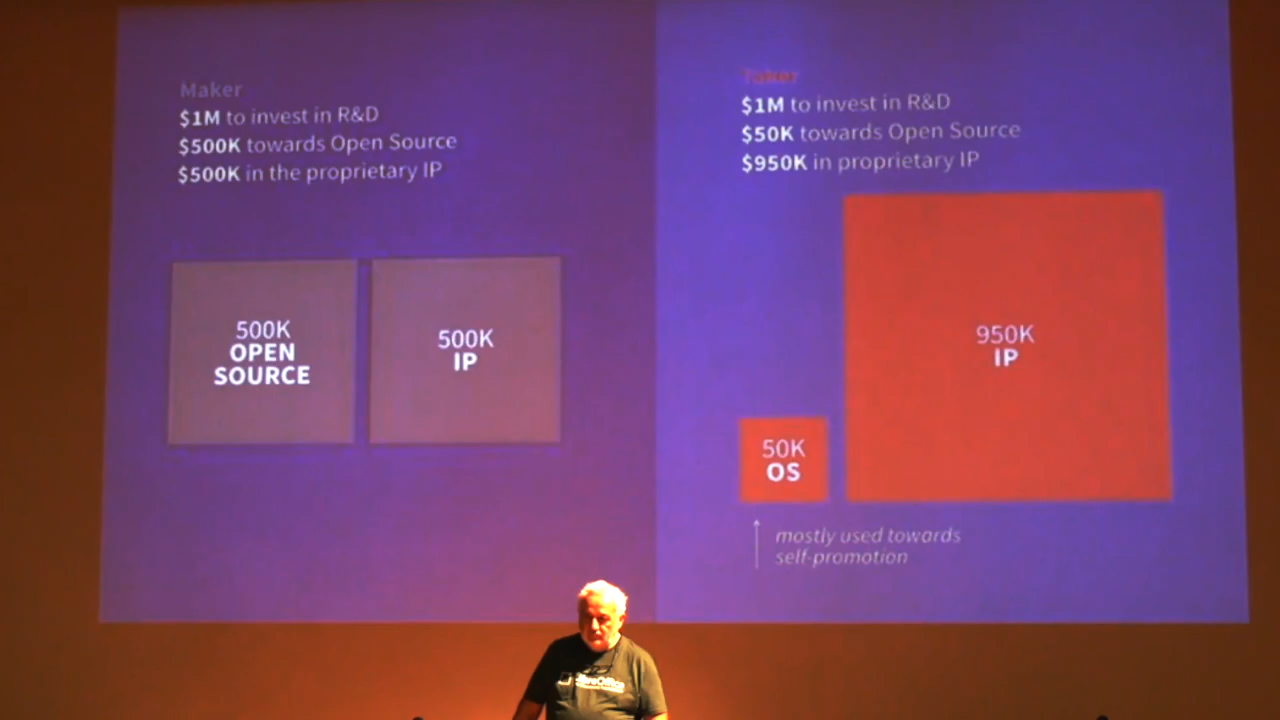 Maker
$1M to invest in R&D
$500K towards Open Source
$500K in the proprietary IP
500K
OPEN
SOURCE
500K
IP
Taker
$1M to invest in R&D
$50K towards Open Source
$950K in proprietary IP
950K
IP
50K
OS
mostly used towards
self-promotion
LibreOffice